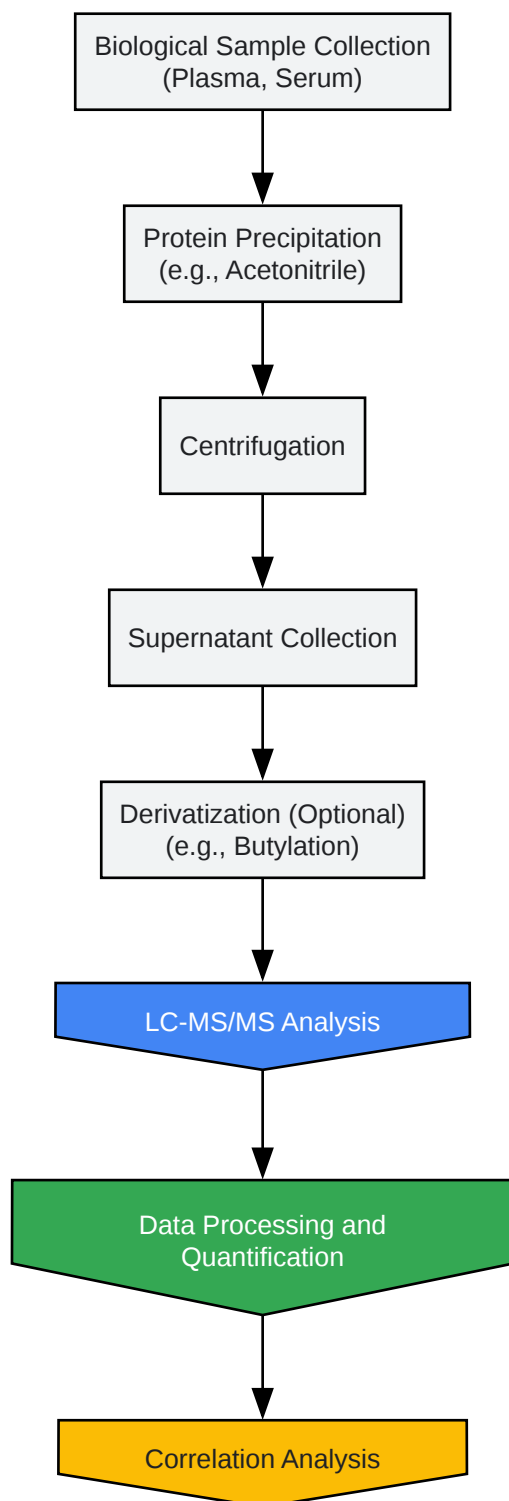 Biological Sample Collection
(Plasma, Serum)
Protein Precipitation
(e.g., Acetonitrile)
Centrifugation
Supernatant Collection
Derivatization (Optional)
(e.g., Butylation)
LC-MS/MS Analysis
Data Processing and
Quantification
Correlation Analysis